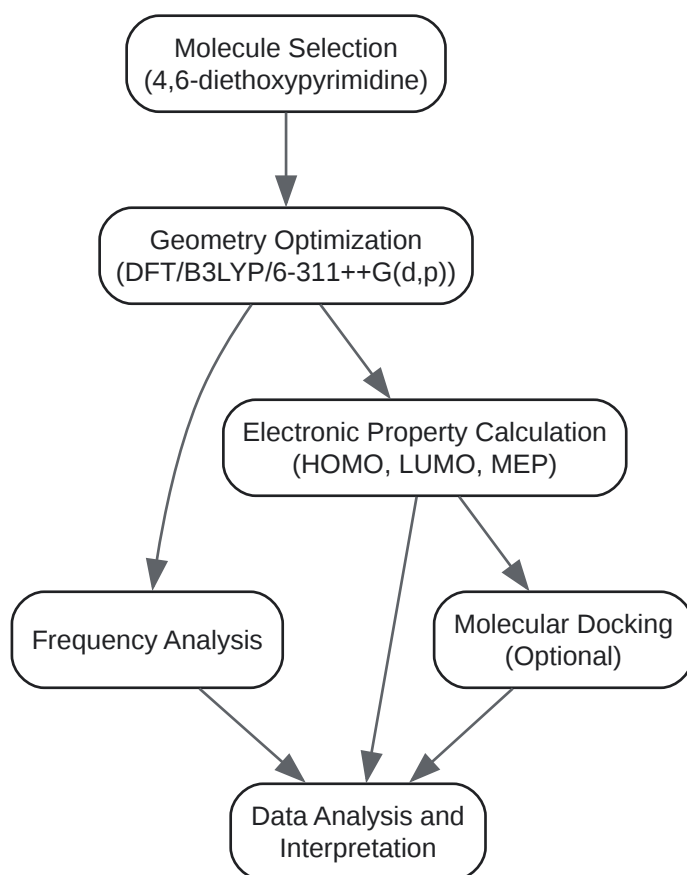 Molecule Selection
(4,6-diethoxypyrimidine)
Geometry Optimization
(DFT/B3LYP/6-311++G(d,p))
Electronic Property Calculation
(HOMO, LUMO, MEP)
Frequency Analysis
Molecular Docking
(Optional)
Data Analysis and
Interpretation